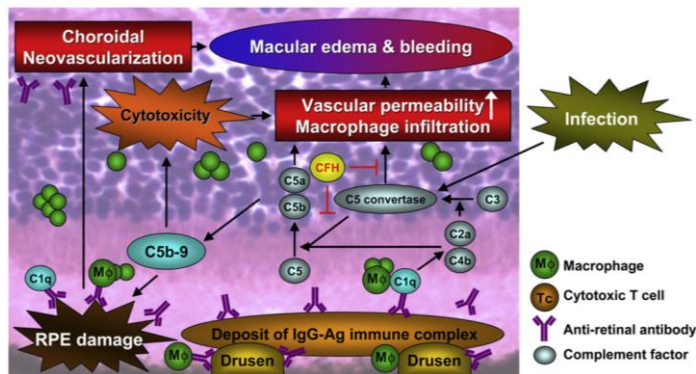 Choroidal
Neovascularization
Macular edema & bleeding
Cytotoxicity
Vascular permeability
Macrophage infiltration
Infection
CFH
C5a
C5b
C5 convertase
C3
C2a
C4b
C5b-9
C5
C1q
Mϕ
Mϕ
C1q
RPE damage
Deposit of IgG-Ag immune complex
Mϕ
Drusen
Mϕ
Drusen
Mϕ Macrophage
Tc Cytotoxic T cell
Anti-retinal antibody
Complement factor